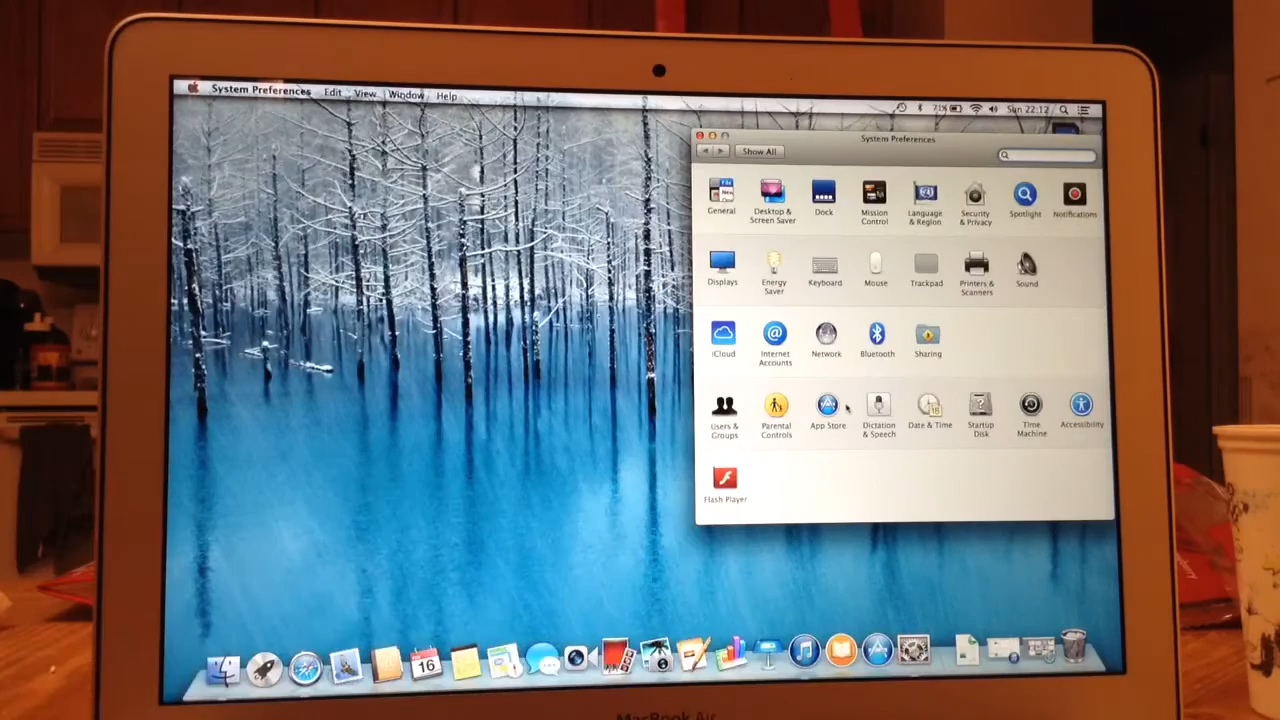 System Preferences Edit View Window Help
71% Sun 22:12
System Preferences
Show All
General
Desktop &
Screen Saver
Dock
Mission
Control
Language
& Region
Security
& Privacy
Spotlight
Notifications
Displays
Energy
Saver
Keyboard
Mouse
Trackpad
Printers &
Scanners
Sound
iCloud
Internet
Accounts
Network
Bluetooth
Sharing
Users &
Groups
Parental
Controls
App Store
Dictation
& Speech
Date & Time
Startup
Disk
Time
Machine
Accessibility
Flash Player
16
MacBook Air